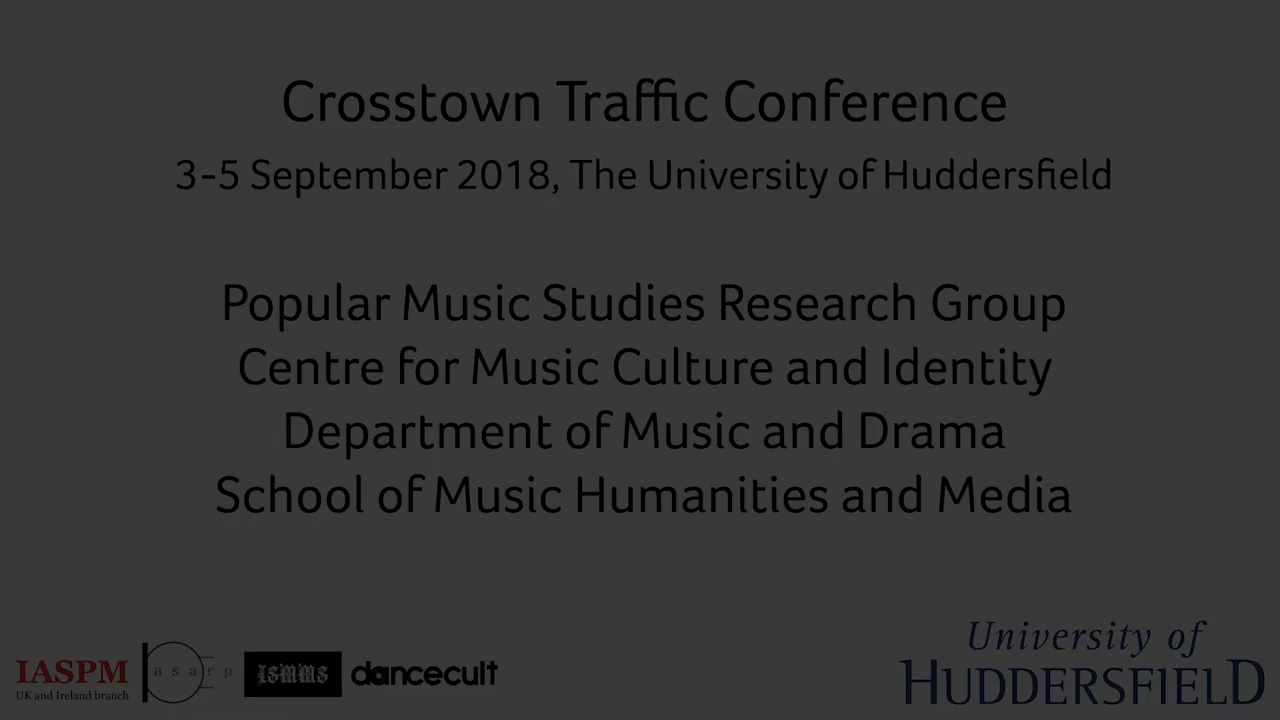 Crosstown Traffic Conference
3-5 September 2018, The University of Huddersfield
Popular Music Studies Research Group
Centre for Music Culture and Identity
Department of Music and Drama
School of Music Humanities and Media
IASPM
UK and Ireland branch
asarp
ISMMS
dancecult
University of
HUDDERSFIELD